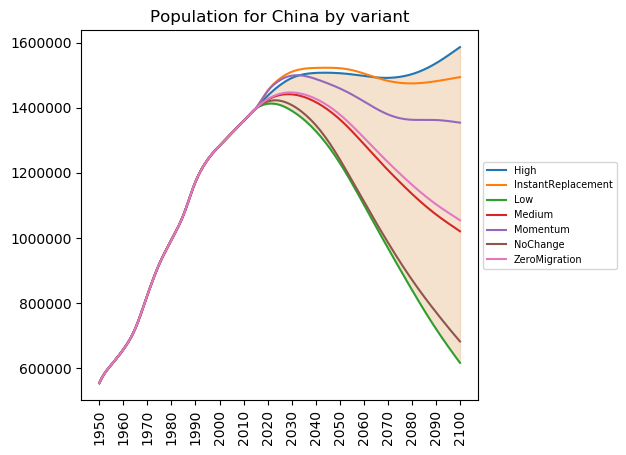 Population for China by variant
1600000
1400000
1200000
1000000
800000
600000
1950
1960
1970
1980
1990
2000
2010
2020
2030
2040
2050
2060
2070
2080
2090
2100
High
InstantReplacement
Low
Medium
Momentum
NoChange
ZeroMigration